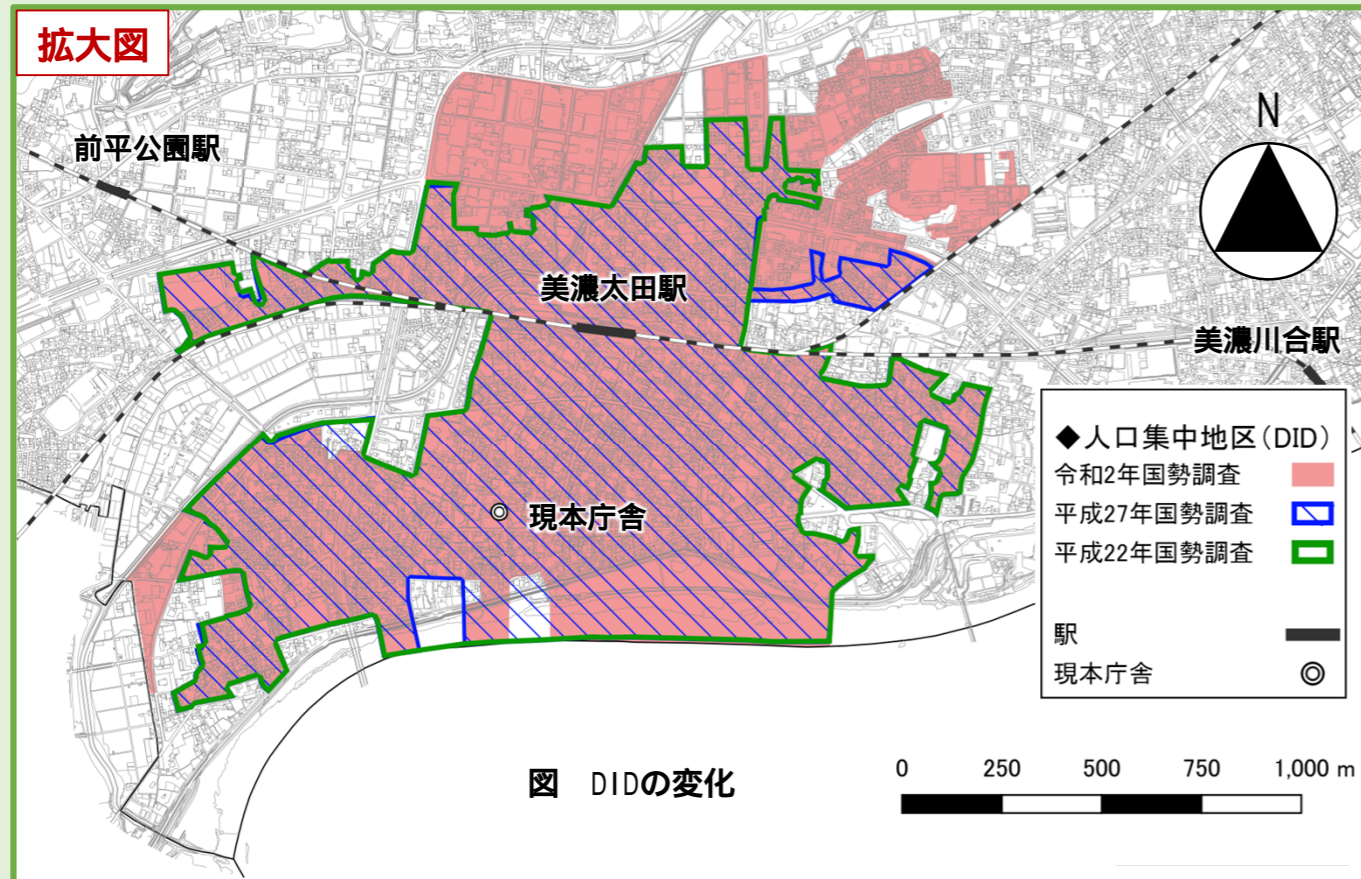 拡大図
N
前平公園駅
美濃太田駅
美濃川合駅
◆人口集中地区(DID)
令和2年国勢調査
平成27年国勢調査
平成22年国勢調査
駅
現本庁舎
現本庁舎
図 DIDの変化
0 250 500 750 1,000 m